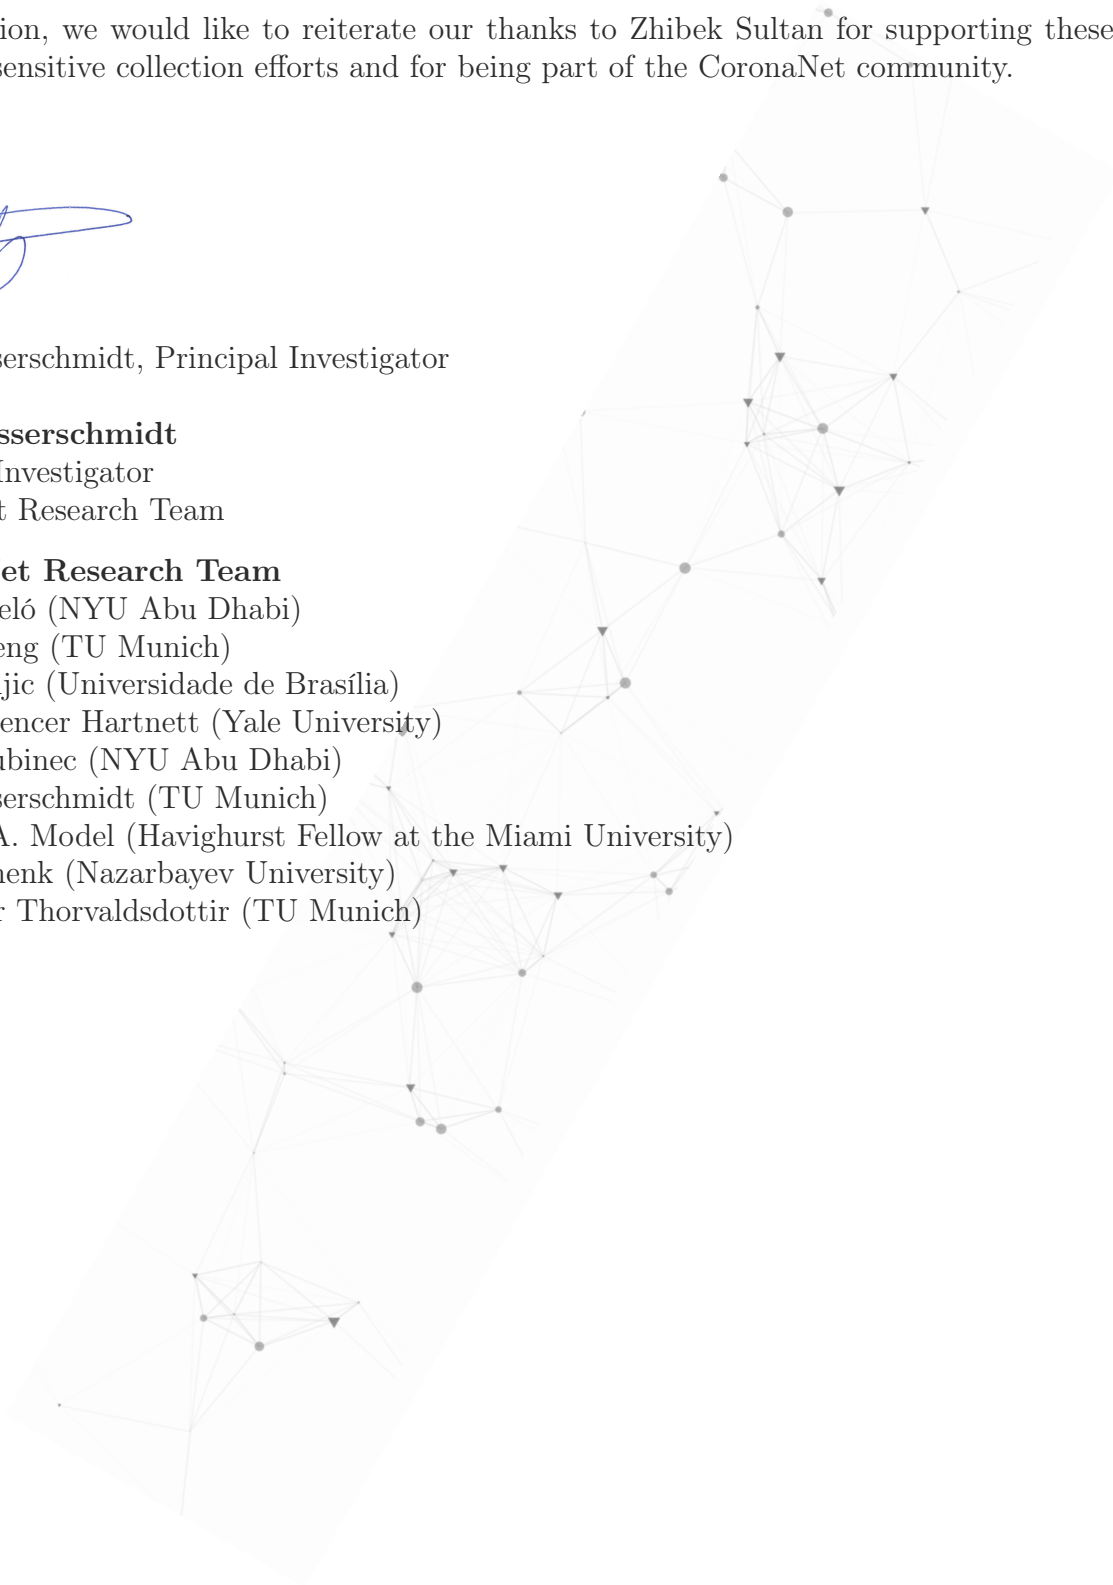 ion, we would like to reiterate our thanks to Zhibek Sultan for supporting these
sensitive collection efforts and for being part of the CoronaNet community.
serschmidt, Principal Investigator
sserschmidt
Investigator
t Research Team
et Research Team
eló (NYU Abu Dhabi)
eng (TU Munich)
jic (Universidade de Brasília)
encer Hartnett (Yale University)
ubinec (NYU Abu Dhabi)
serschmidt (TU Munich)
A. Model (Havighurst Fellow at the Miami University)
henk (Nazarbayev University)
r Thorvaldsdottir (TU Munich)